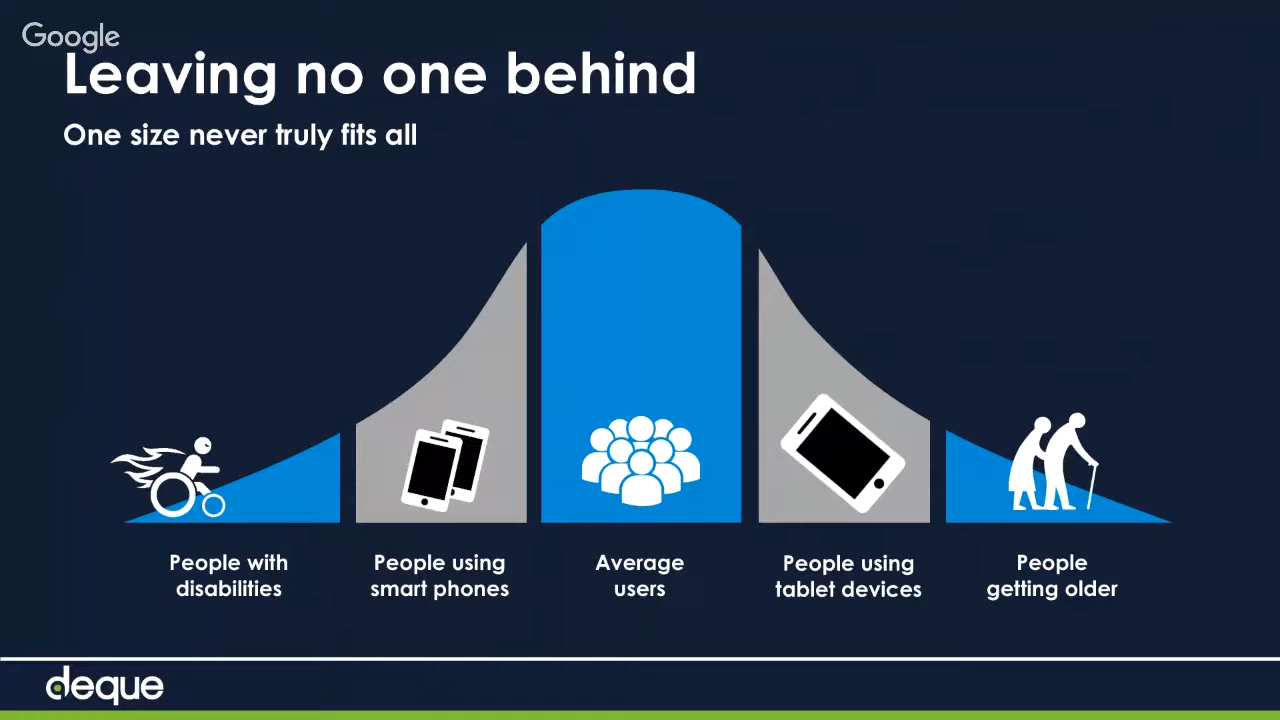 Google
Leaving no one behind
One size never truly fits all
People with
disabilities
People using
smart phones
Average
users
People using
tablet devices
People
getting older
deque